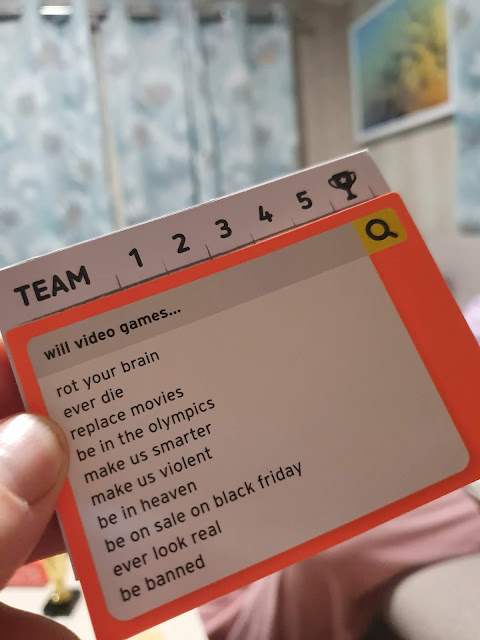 TEAM 1 2 3 4 5
will video games...
rot your brain
ever die
replace movies
be in the olympics
make us smarter
make us violent
be in heaven
be on sale on black friday
ever look real
be banned